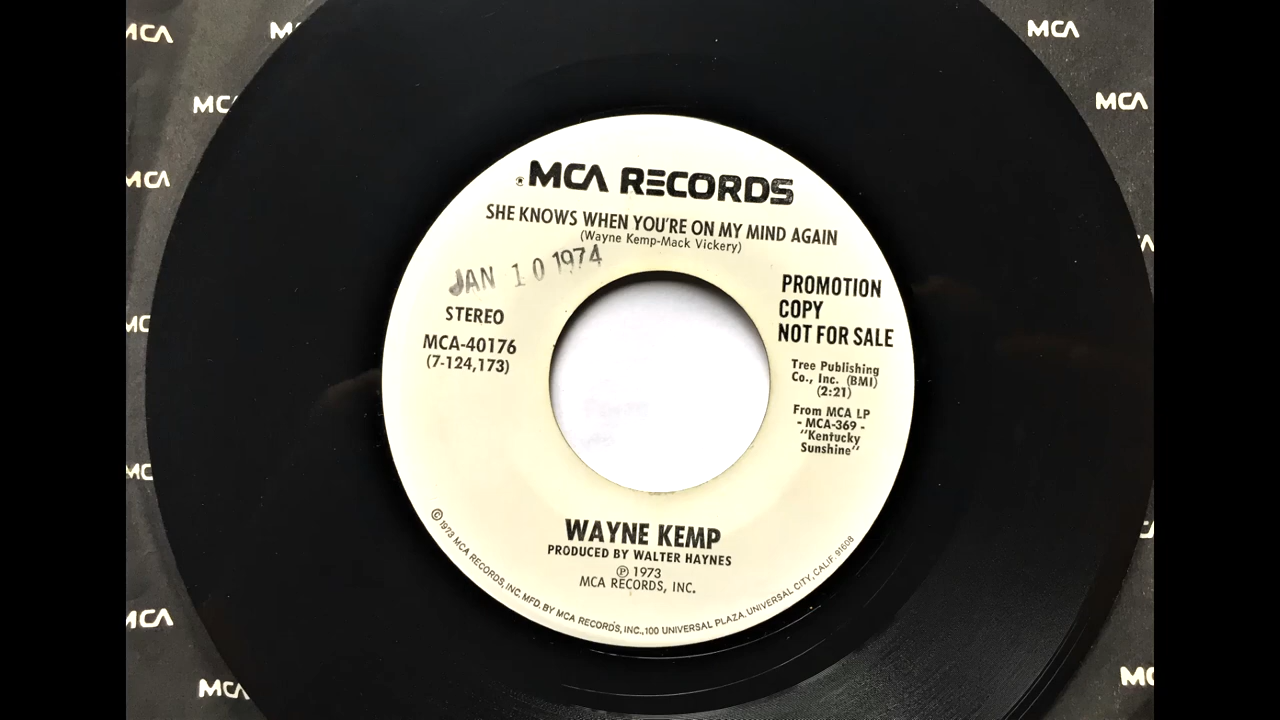 MCA
MCA
MCA
MCA
MCA
MCA RECORDS
SHE KNOWS WHEN YOU'RE ON MY MIND AGAIN
(Wayne Kemp-Mack Vickery)
JAN 10 1974
STEREO
MCA-40176
(7-124,173)
PROMOTION
COPY
NOT FOR SALE
Tree Publishing
Co., Inc. (BMI)
(2:21)
From MCA LP
- MCA-369 -
"Kentucky
Sunshine"
WAYNE KEMP
PRODUCED BY WALTER HAYNES
Ⓟ 1973
MCA RECORDS, INC.
© 1973 MCA RECORDS, INC. MFD. BY MCA RECORDS, INC., 100 UNIVERSAL PLAZA, UNIVERSAL CITY, CALIF. 91608
MCA
MCA